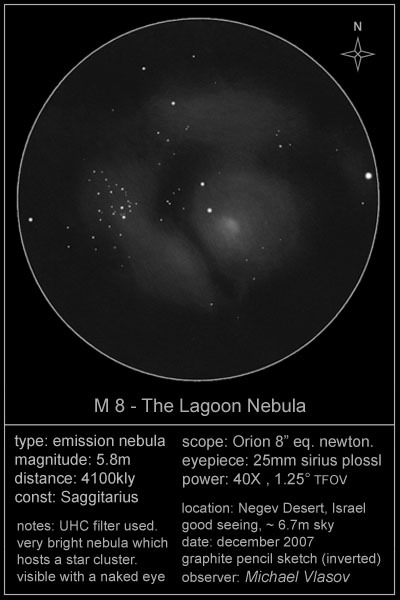 N
M 8 - The Lagoon Nebula
type: emission nebula
magnitude: 5.8m
distance: 4100kly
const: Saggitarius
notes: UHC filter used.
very bright nebula which
hosts a star cluster.
visible with a naked eye
scope: Orion 8” eq. newton.
eyepiece: 25mm sirius plossl
power: 40X , 1.25° TFOV
location: Negev Desert, Israel
good seeing, ~ 6.7m sky
date: december 2007
graphite pencil sketch (inverted)
observer: Michael Vlasov